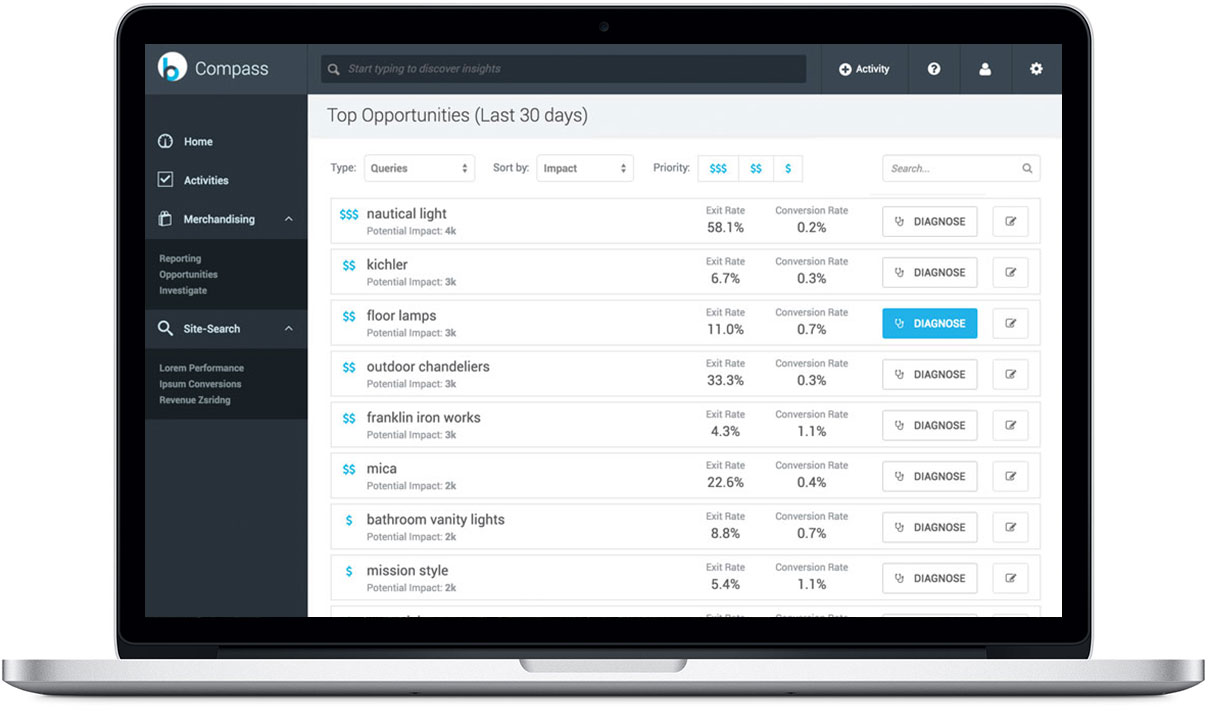 Compass
Start typing to discover insights
Activity
Home
Activities
Merchandising
Reporting
Opportunities
Investigate
Site-Search
Lorem Performance
Ipsum Conversions
Revenue Zsridng
Top Opportunities (Last 30 days)
Type: Queries Sort by: Impact Priority: $$$ $$ $ Search...
$$$ nautical light Exit Rate Conversion Rate
Potential Impact: 4k 58.1% 0.2% DIAGNOSE
$$ kichler Exit Rate Conversion Rate
Potential Impact: 3k 6.7% 0.3% DIAGNOSE
$$ floor lamps Exit Rate Conversion Rate
Potential Impact: 3k 11.0% 0.7% DIAGNOSE
$$ outdoor chandeliers Exit Rate Conversion Rate
Potential Impact: 3k 33.3% 0.3% DIAGNOSE
$$ franklin iron works Exit Rate Conversion Rate
Potential Impact: 3k 4.3% 1.1% DIAGNOSE
$$ mica Exit Rate Conversion Rate
Potential Impact: 2k 22.6% 0.4% DIAGNOSE
$ bathroom vanity lights Exit Rate Conversion Rate
Potential Impact: 2k 8.8% 0.7% DIAGNOSE
$ mission style Exit Rate Conversion Rate
Potential Impact: 2k 5.4% 1.1% DIAGNOSE